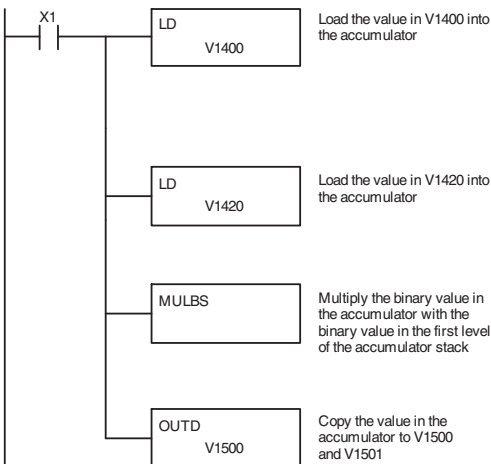 X1
LD
V1400
Load the value in V1400 into
the accumulator
LD
V1420
Load the value in V1420 into
the accumulator
MULBS
Multiply the binary value in
the accumulator with the
binary value in the first level
of the accumulator stack
OUTD
V1500
Copy the value in the
accumulator to V1500
and V1501